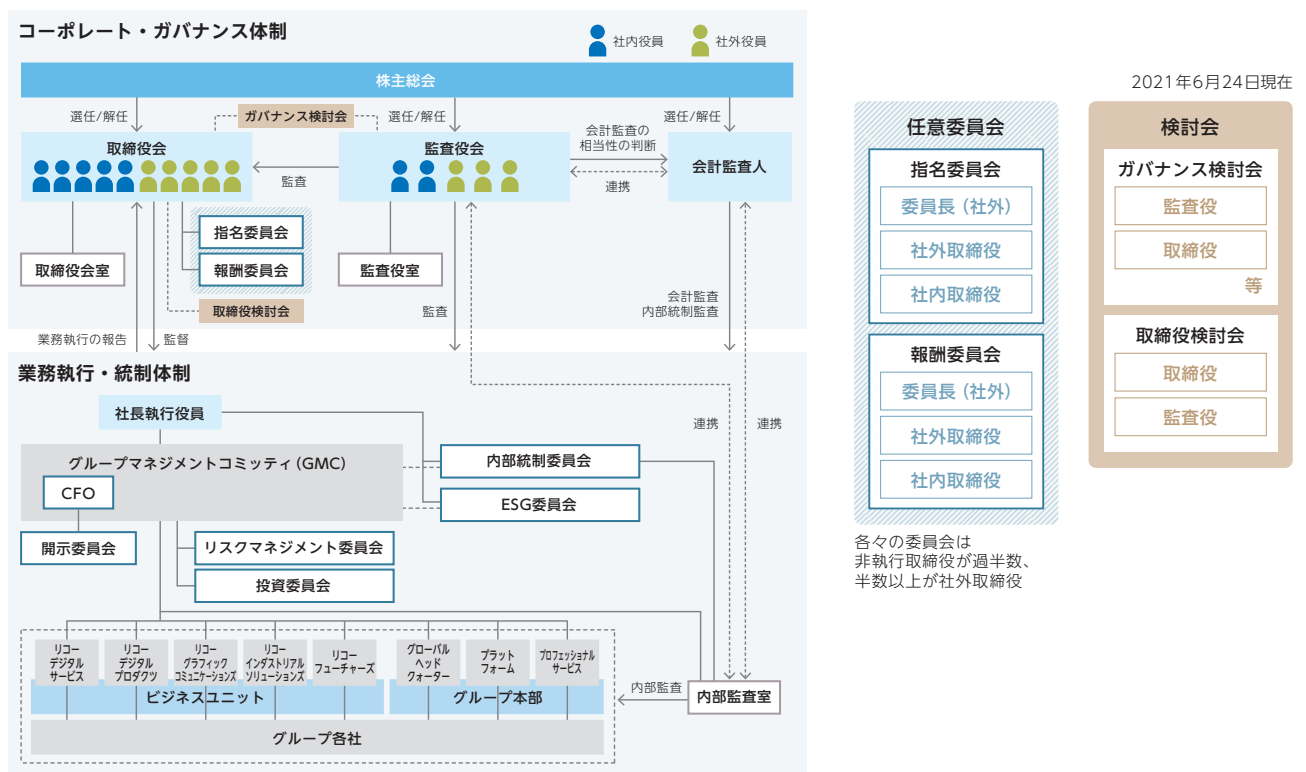 コーポレート・ガバナンス体制
社内役員
社外役員
株主総会
選任/解任
ガバナンス検討会
選任/解任
会計監査の
相当性の判断
選任/解任
取締役会
監査
監査役会
連携
会計監査人
指名委員会
報酬委員会
取締役会室
監査役室
取締役検討会
業務執行の報告
監督
監査
会計監査
内部統制監査
業務執行・統制体制
社長執行役員
連携
連携
グループマネジメントコミッティ(GMC)
CFO
内部統制委員会
ESG委員会
開示委員会
リスクマネジメント委員会
投資委員会
リコー
デジタル
サービス
リコー
デジタル
プロダクツ
リコー
グラフィック
コミュニケーションズ
リコー
インダストリアル
ソリューションズ
リコー
フューチャーズ
グローバル
ヘッド
クォーター
プラット
フォーム
プロフェッショナル
サービス
ビジネスユニット
グループ本部
内部監査
内部監査室
グループ各社
2021年6月24日現在
任意委員会
指名委員会
委員長(社外)
社外取締役
社内取締役
報酬委員会
委員長(社外)
社外取締役
社内取締役
各々の委員会は
非執行取締役が過半数、
半数以上が社外取締役
検討会
ガバナンス検討会
監査役
取締役
等
取締役検討会
取締役
監査役